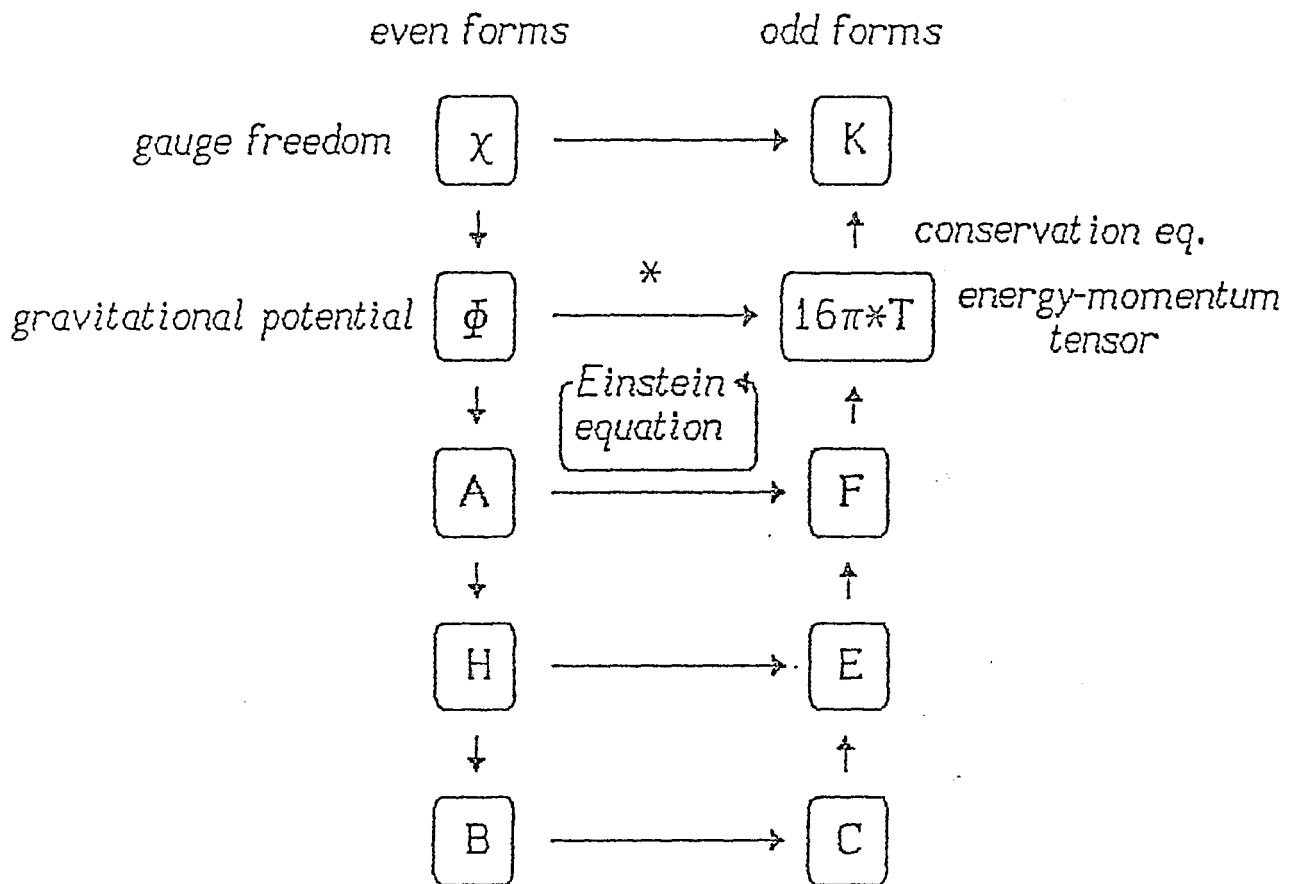 even forms
odd forms
gauge freedom
χ
K
conservation eq.
gravitational potential
Φ
*
16π*T
energy-momentum
tensor
Einstein
equation
A
F
H
E
B
C